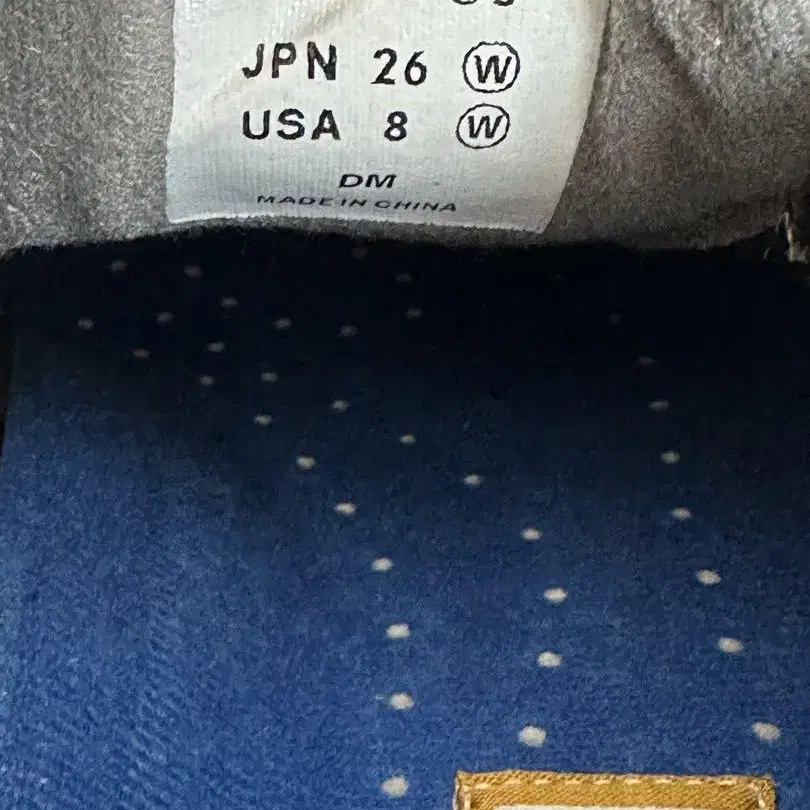 JPN 26 Ⓦ
USA 8 Ⓦ
DM
MADE IN CHINA